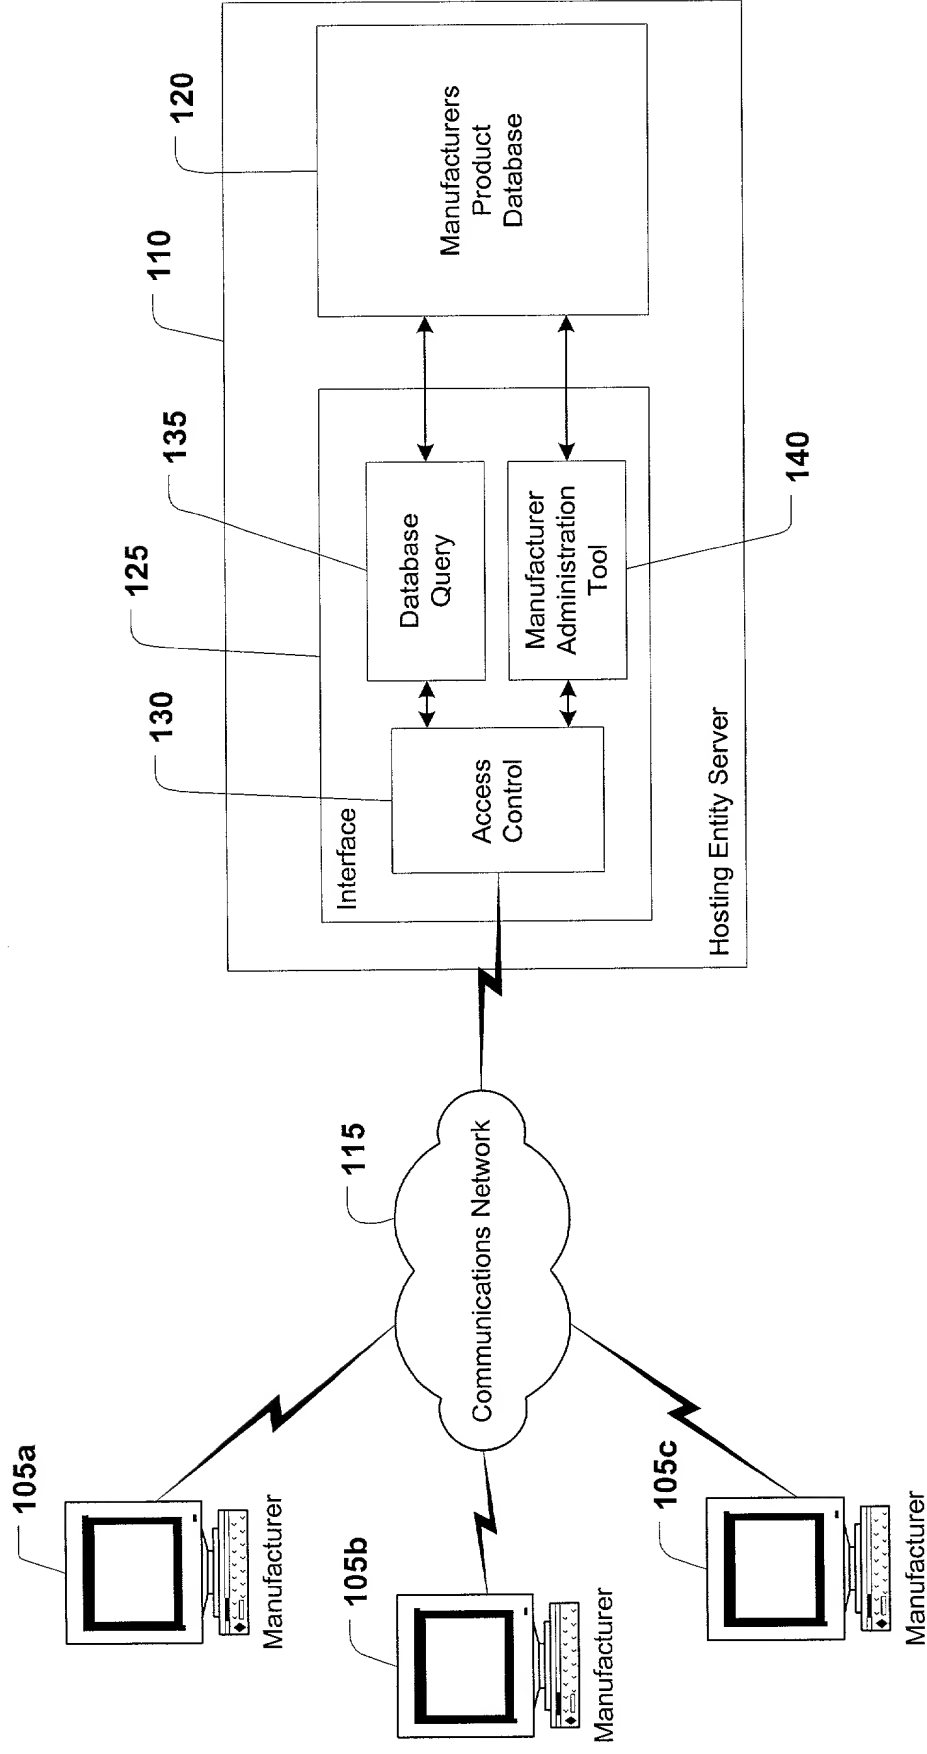 105a
Manufacturer
105b
Manufacturer
105c
Manufacturer
115
Communications Network
110
Hosting Entity Server
125
Interface
130
Access
Control
135
Database
Query
140
Manufacturer
Administration
Tool
120
Manufacturers
Product
Database